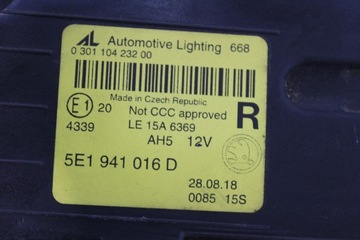 AL Automotive Lighting 668
0 301 104 232 00
Made in Czech Republic
E1 20 Not CCC approved R
4339 LE 15A 6369
AH5 12V
5E1 941 016 D
28.08.18
0085 15S